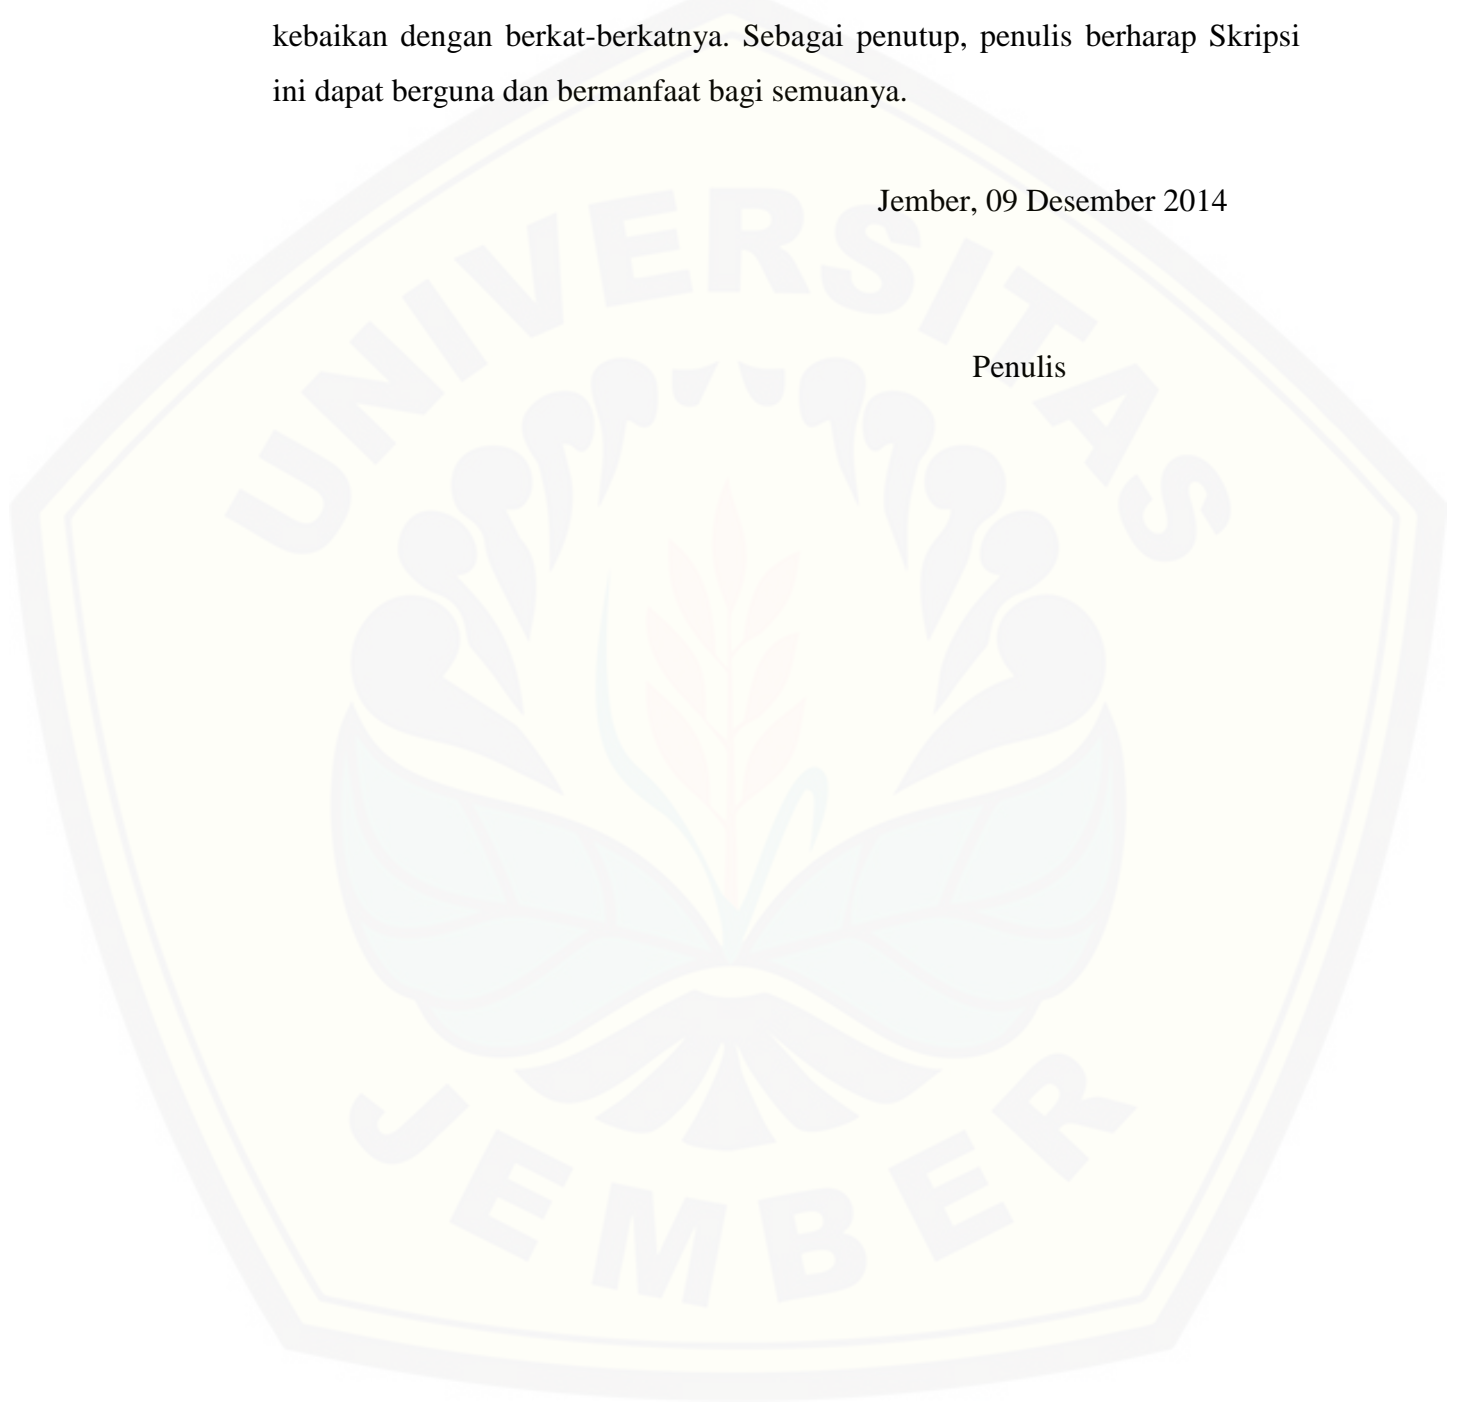 kebaikan dengan berkat-berkatnya. Sebagai penutup, penulis berharap Skripsi
ini dapat berguna dan bermanfaat bagi semuanya.
Jember, 09 Desember 2014
Penulis
UNIVERSITAS
JEMBER